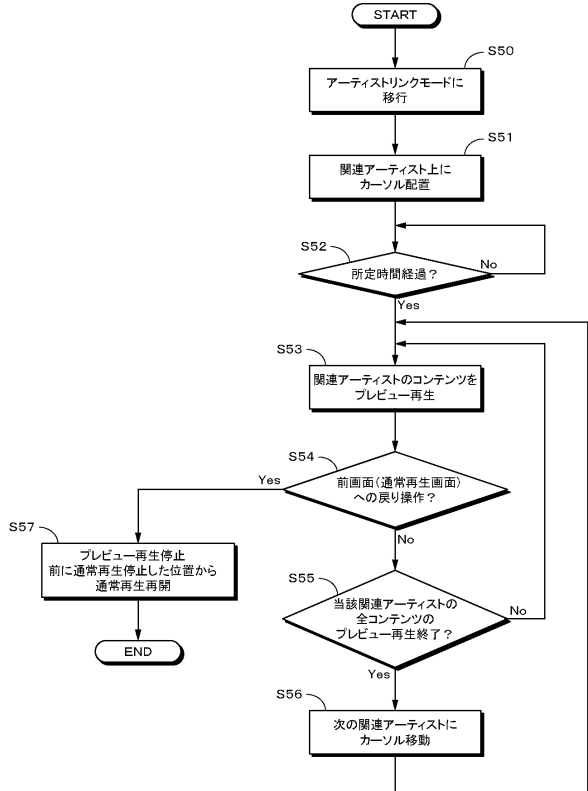 START
S50
アーティストリンクモードに
移行
S51
関連アーティスト上に
カーソル配置
S52
所定時間経過？
No
Yes
S53
関連アーティストのコンテンツを
プレビュー再生
S54
前画面(通常再生画面)
への戻り操作？
Yes
No
S57
プレビュー再生停止
前に通常再生停止した位置から
通常再生再開
END
S55
当該関連アーティストの
全コンテンツの
プレビュー再生終了？
No
Yes
S56
次の関連アーティストに
カーソル移動